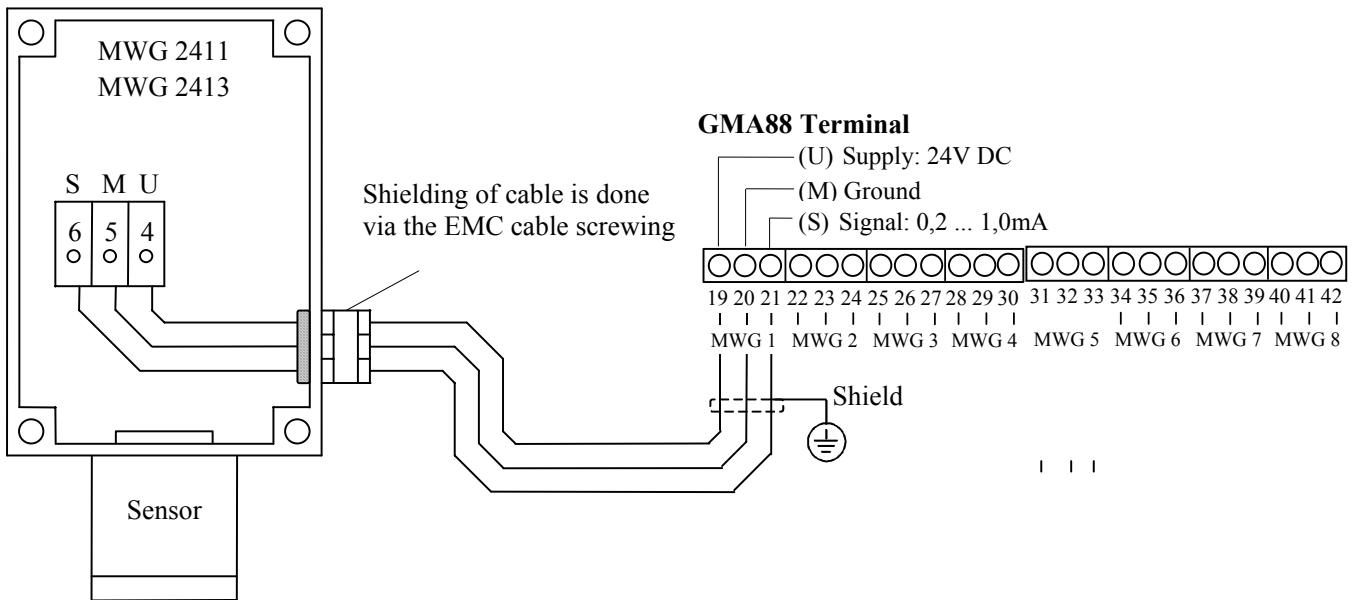 MWG 2411
MWG 2413
S M U
6 5 4
Shielding of cable is done
via the EMC cable screwing
GMA88 Terminal
(U) Supply: 24V DC
(M) Ground
(S) Signal: 0,2 ... 1,0mA
19 20 21 22 23 24 25 26 27 28 29 30 31 32 33 34 35 36 37 38 39 40 41 42
MWG 1 MWG 2 MWG 3 MWG 4 MWG 5 MWG 6 MWG 7 MWG 8
Shield
Sensor